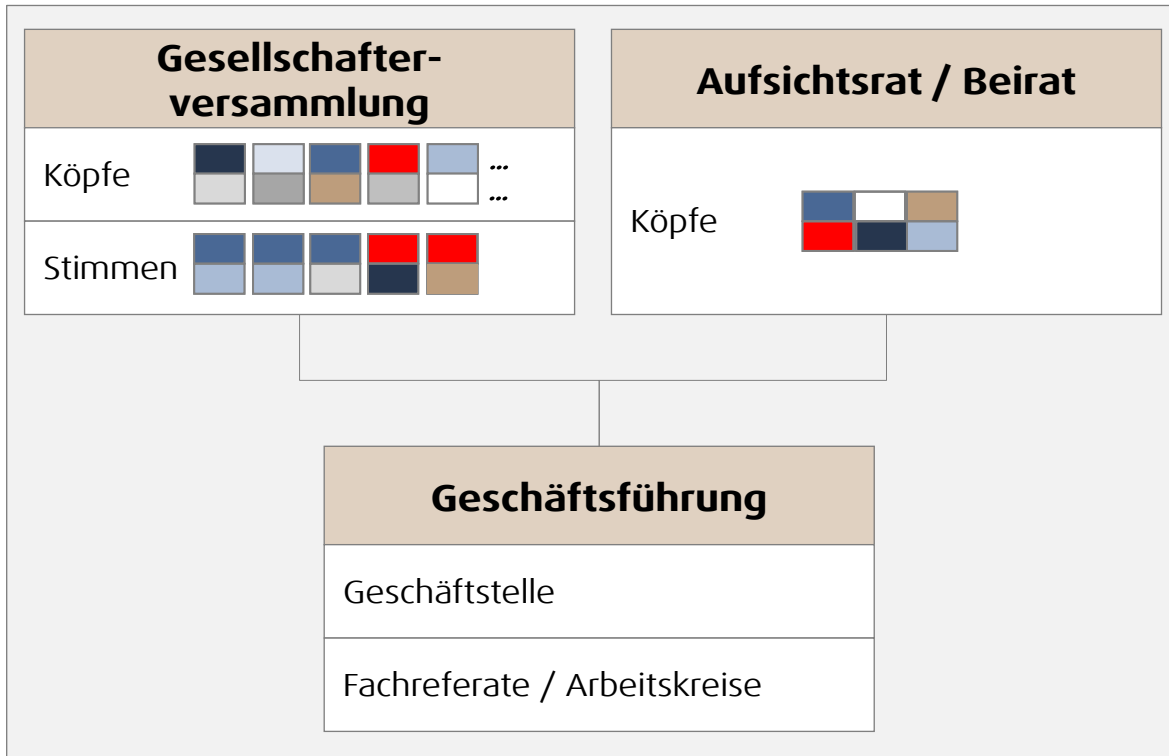 Gesellschafter-
versammlung
Köpfe
...
...
Stimmen
Aufsichtsrat / Beirat
Köpfe
Geschäftsführung
Geschäftstelle
Fachreferate / Arbeitskreise